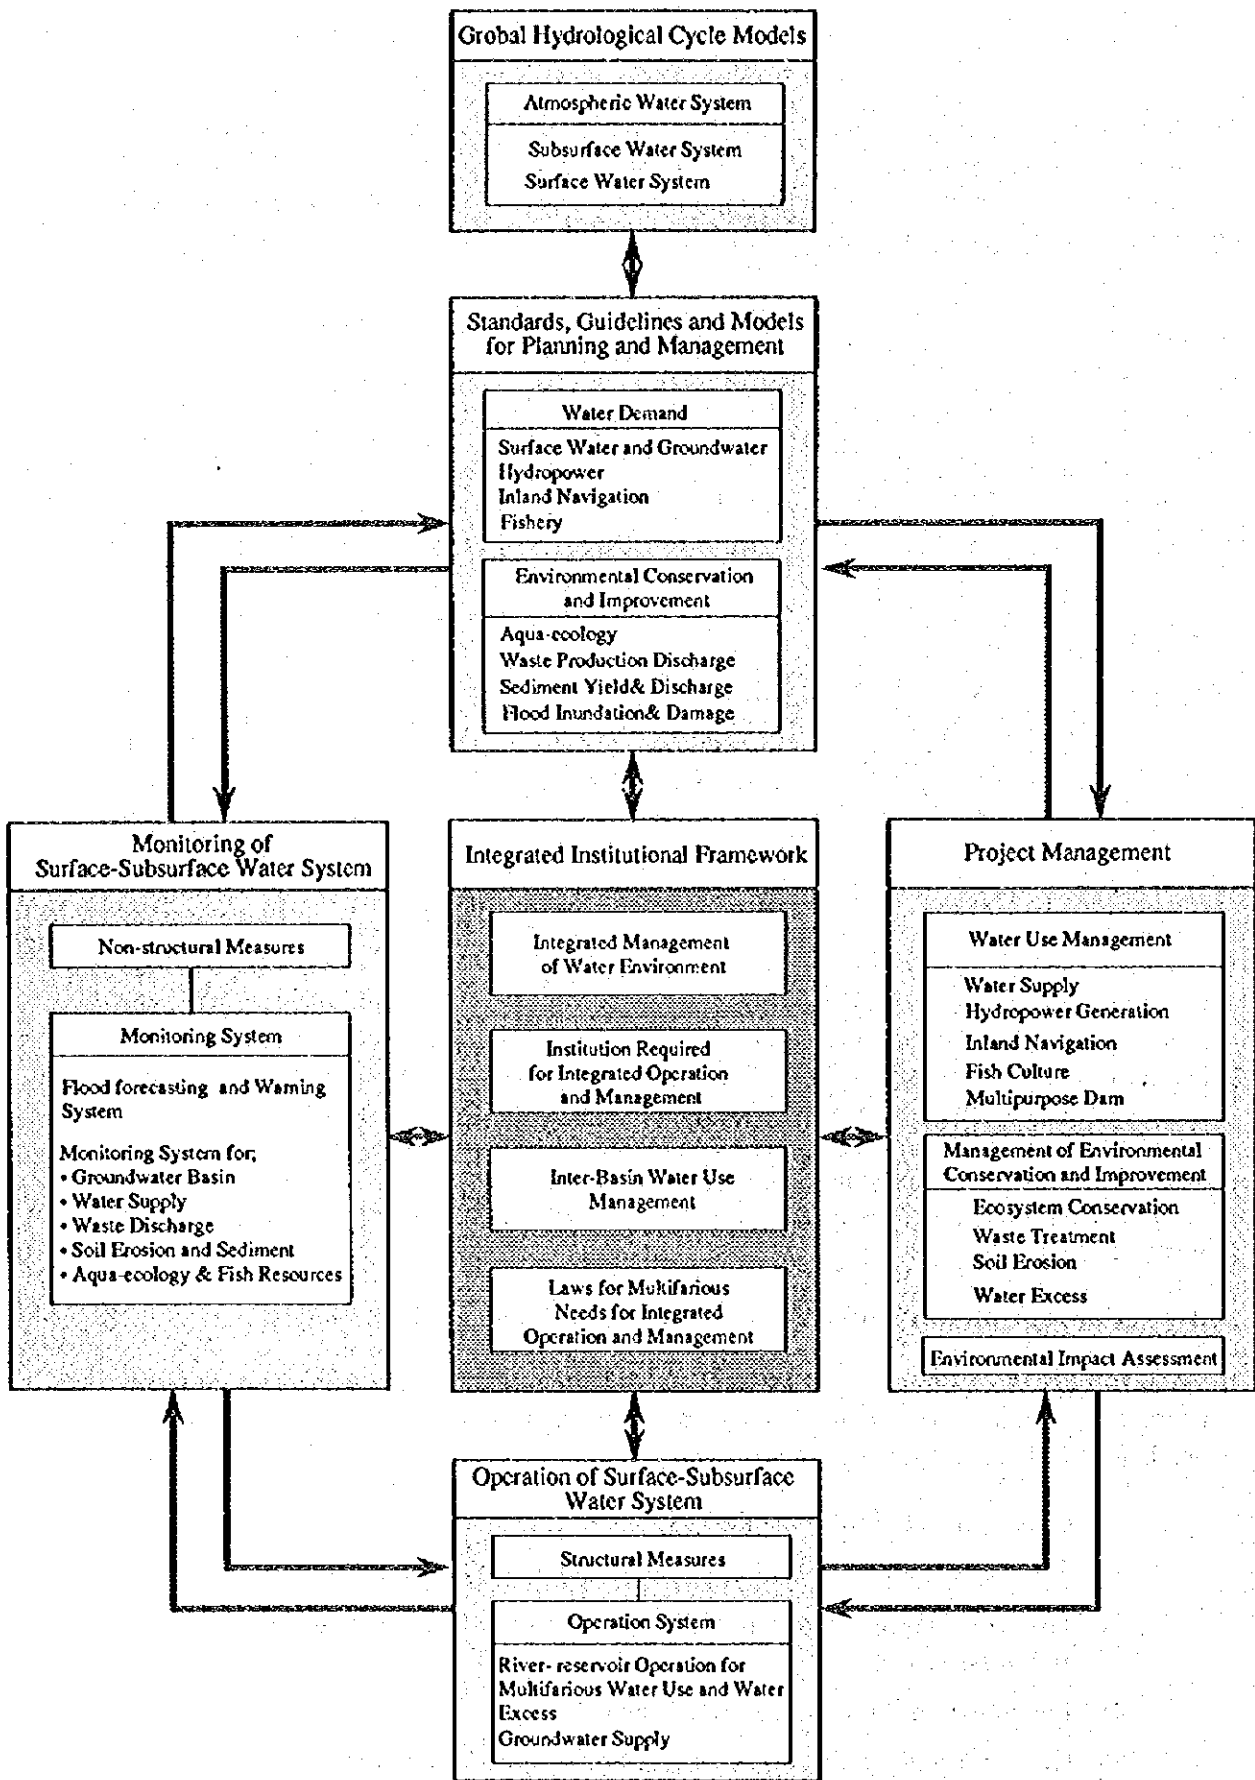 Grobal Hydrological Cycle Models
Atmospheric Water System
Subsurface Water System
Surface Water System
Standards, Guidelines and Models
for Planning and Management
Water Demand
Surface Water and Groundwater
Hydropower
Inland Navigation
Fishery
Environmental Conservation
and Improvement
Aqua-ecology
Waste Production Discharge
Sediment Yield& Discharge
Flood Inundation& Damage
Monitoring of
Surface-Subsurface Water System
Non-structural Measures
Monitoring System
Flood forecasting and Warning
System
Monitoring System for;
• Groundwater Basin
• Water Supply
• Waste Discharge
• Soil Erosion and Sediment
• Aqua-ecology & Fish Resources
Integrated Institutional Framework
Integrated Management
of Water Environment
Institution Required
for Integrated Operation
and Management
Inter-Basin Water Use
Management
Laws for Multifarious
Needs for Integrated
Operation and Management
Project Management
Water Use Management
Water Supply
Hydropower Generation
Inland Navigation
Fish Culture
Multipurpose Dam
Management of Environmental
Conservation and Improvement
Ecosystem Conservation
Waste Treatment
Soil Erosion
Water Excess
Environmental Impact Assessment
Operation of Surface-Subsurface
Water System
Structural Measures
Operation System
River- reservoir Operation for
Multifarious Water Use and Water
Excess
Groundwater Supply